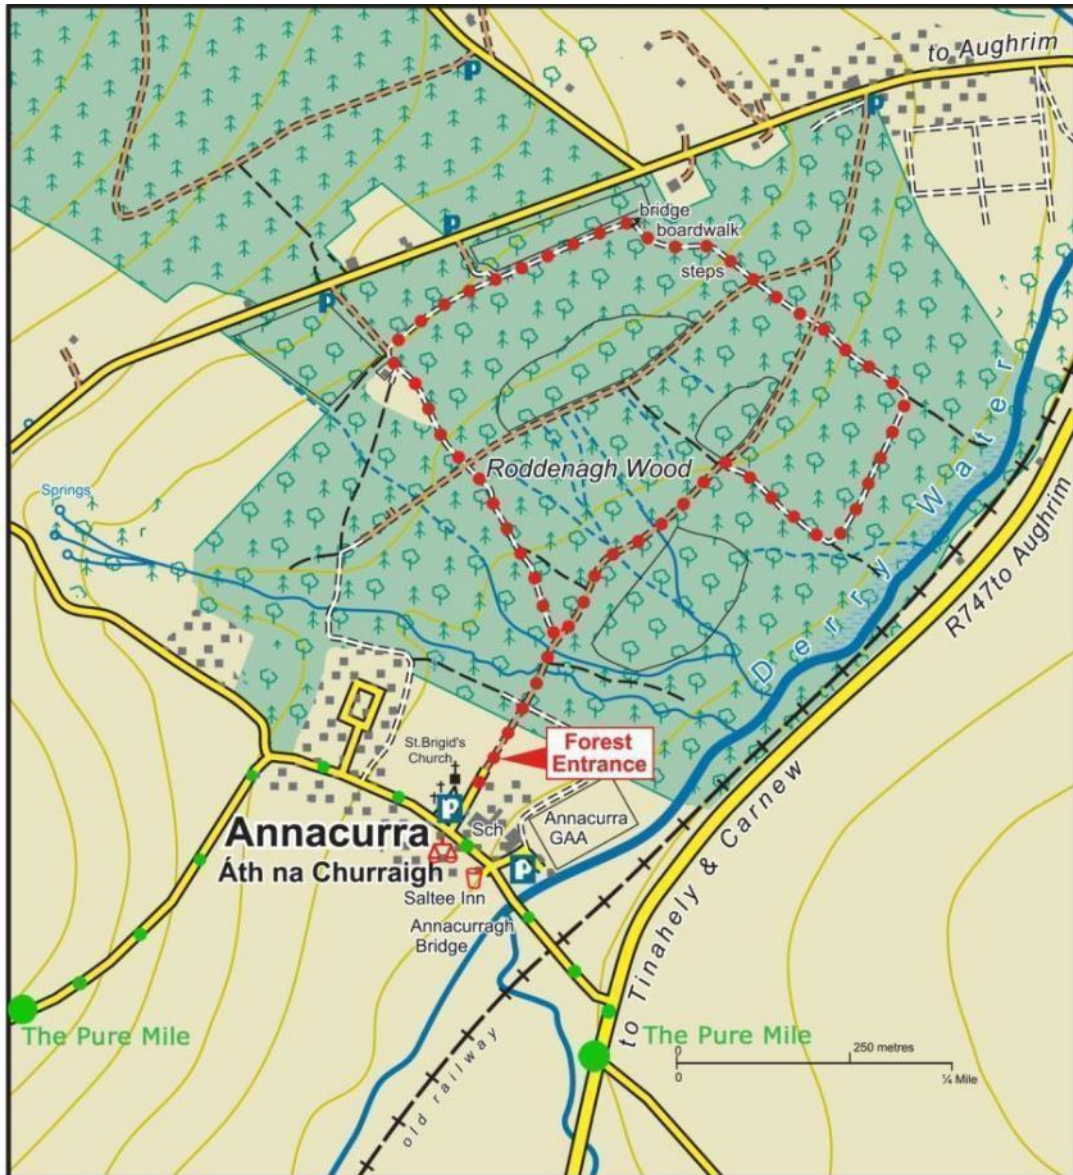 to Aughrim
P
P
bridge
P
boardwalk
steps
P
Roddenagh Wood
Springs
Derry Water
R747to Aughrim
Forest
Entrance
St.Brigid's
Church
P
Sch
Annacurra
GAA
Annacurra
Áth na Churraigh
P
Saltee Inn
Annacurragh
Bridge
to Tinahely & Carnew
The Pure Mile
The Pure Mile
old railway
0
250 metres
0
¼ Mile